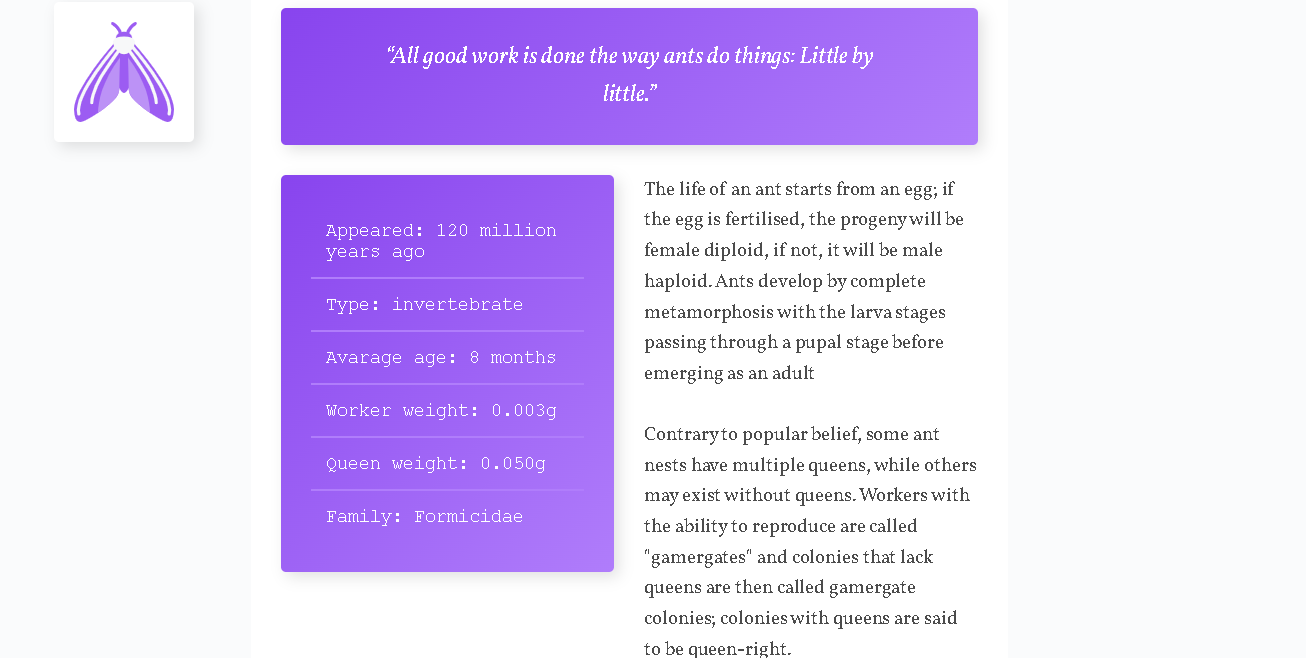 “All good work is done the way ants do things: Little by
little.”
Appeared: 120 million
years ago
Type: invertebrate
Avarage age: 8 months
Worker weight: 0.003g
Queen weight: 0.050g
Family: Formicidae
The life of an ant starts from an egg; if
the egg is fertilised, the progeny will be
female diploid, if not, it will be male
haploid. Ants develop by complete
metamorphosis with the larva stages
passing through a pupal stage before
emerging as an adult
Contrary to popular belief, some ant
nests have multiple queens, while others
may exist without queens. Workers with
the ability to reproduce are called
"gamergates" and colonies that lack
queens are then called gamergate
colonies; colonies with queens are said
to be queen-right.